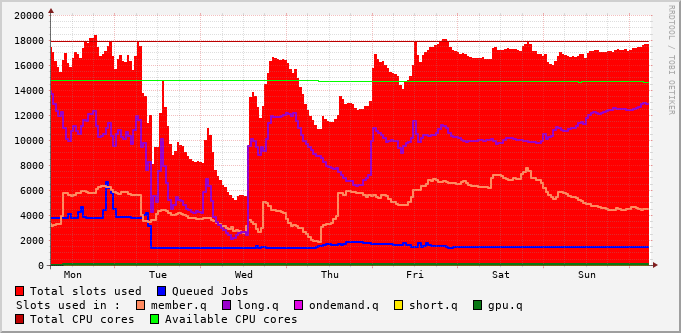 20000
18000
16000
14000
12000
10000
8000
6000
4000
2000
0
Mon Tue Wed Thu Fri Sat Sun
RRDTOOL / TOBI OETIKER
Total slots used Queued Jobs
Slots used in : member.q long.q ondemand.q short.q gpu.q
Total CPU cores Available CPU cores